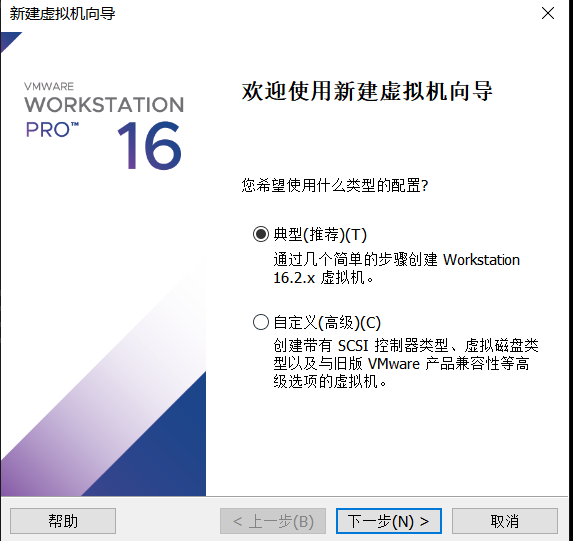 新建虚拟机向导
VMWARE
WORKSTATION
PRO™
16
欢迎使用新建虚拟机向导
您希望使用什么类型的配置?
典型(推荐)(T)
通过几个简单的步骤创建 Workstation
16.2.x 虚拟机。
自定义(高级)(C)
创建带有 SCSI 控制器类型、虚拟磁盘类
型以及与旧版 VMware 产品兼容性等高
级选项的虚拟机。
帮助
< 上一步(B)
下一步(N) >
取消